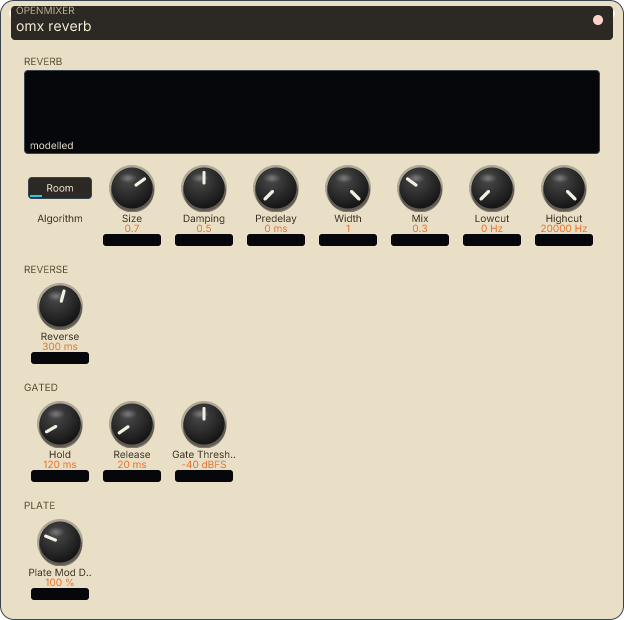 OPENMIXER
omx reverb
REVERB
modelled
Room
Algorithm
Size
0.7
Damping
0.5
Predelay
0 ms
Width
1
Mix
0.3
Lowcut
0 Hz
Highcut
20000 Hz
REVERSE
Reverse
300 ms
GATED
Hold
120 ms
Release
20 ms
Gate Thresh..
-40 dBFS
PLATE
Plate Mod D..
100 %